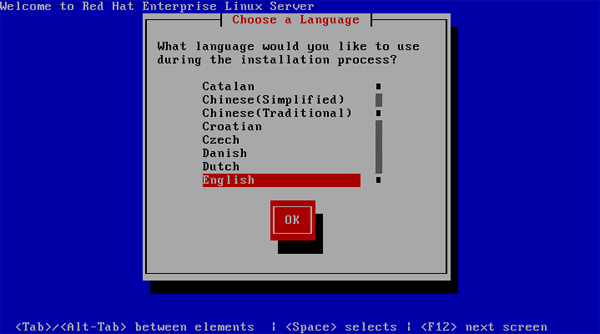 Welcome to Red Hat Enterprise Linux Server
Choose a Language
What language would you like to use
during the installation process?
Catalan
Chinese(Simplified)
Chinese(Traditional)
Croatian
Czech
Danish
Dutch
English
OK
<Tab>/<Alt-Tab> between elements | <Space> selects | <F12> next screen